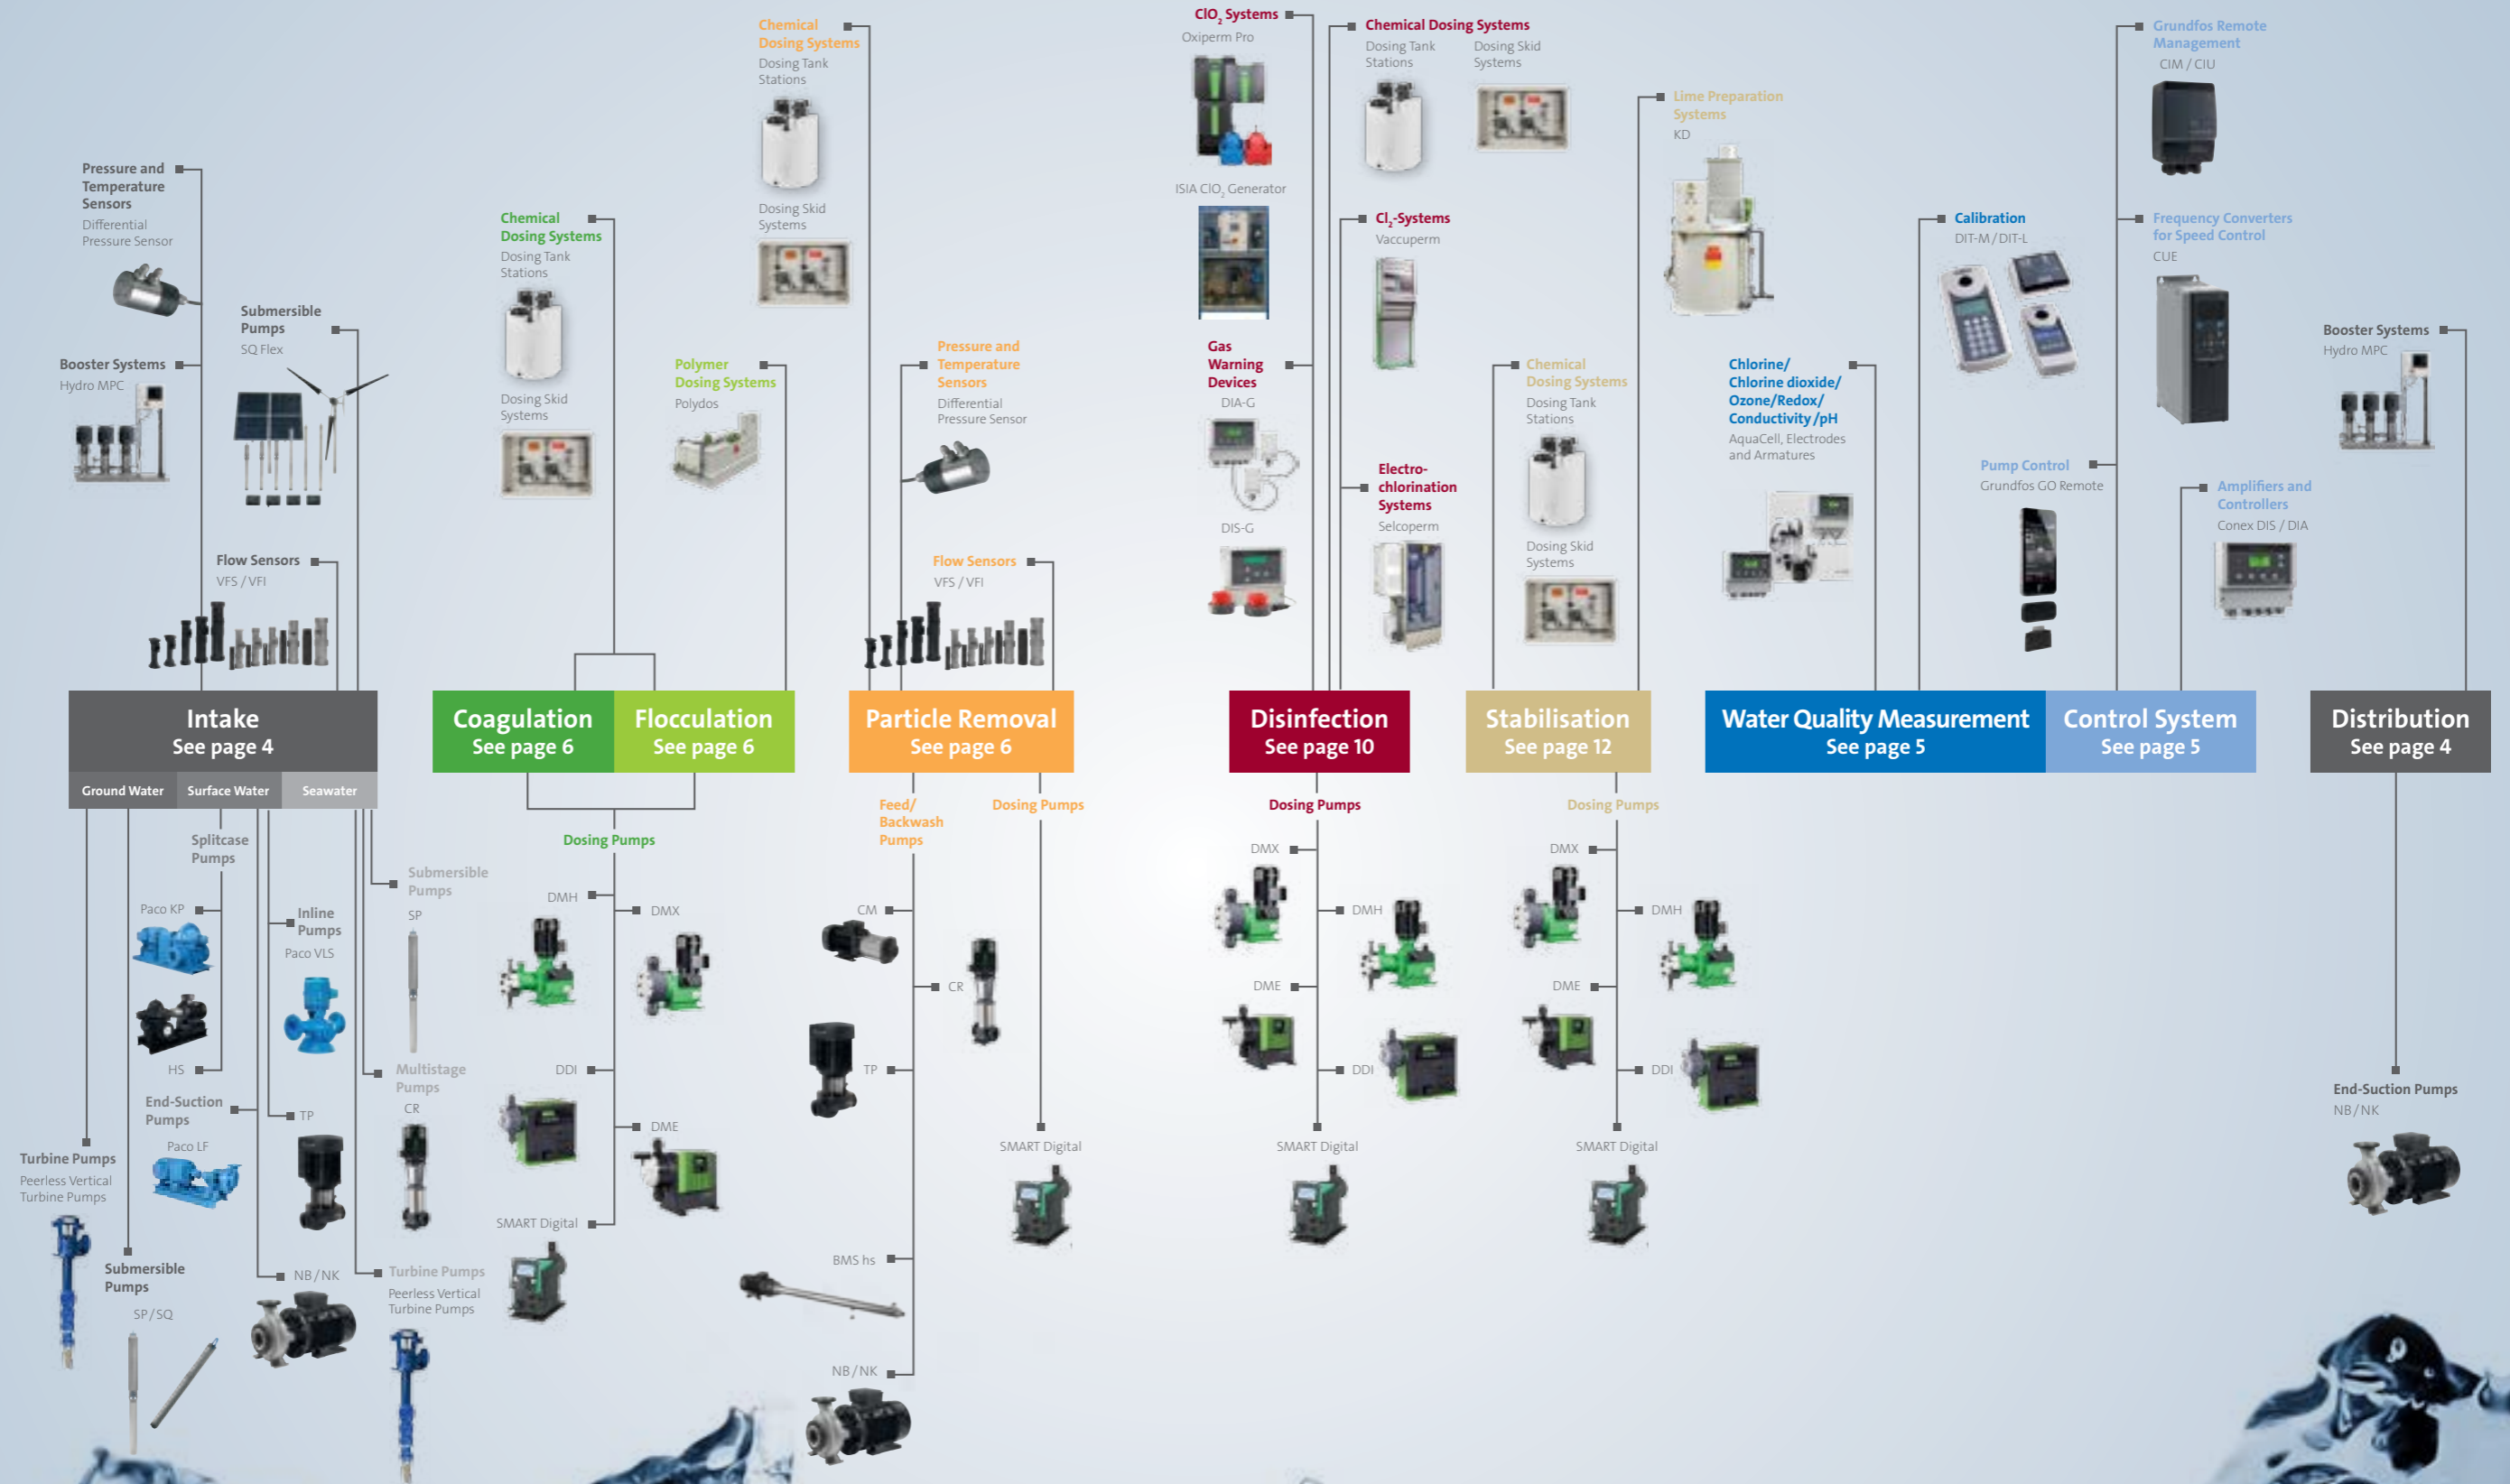 Pressure and
Temperature
Sensors
Differential
Pressure Sensor
Booster Systems
Hydro MPC
Submersible
Pumps
SQ Flex
Flow Sensors
VFS / VFI
Intake
See page 4
Ground Water
Surface Water
Seawater
Turbine Pumps
Peerless Vertical
Turbine Pumps
Submersible
Pumps
SP / SQ
Splitcase
Pumps
Paco KP
HS
End-Suction
Pumps
Paco LF
NB / NK
Inline
Pumps
Paco VLS
TP
Submersible
Pumps
SP
Multistage
Pumps
CR
Turbine Pumps
Peerless Vertical
Turbine Pumps
Chemical
Dosing Systems
Dosing Tank
Stations
Dosing Skid
Systems
Polymer
Dosing Systems
Polydos
Coagulation
See page 6
Flocculation
See page 6
Dosing Pumps
DMH
DMX
DDI
DME
SMART Digital
Chemical
Dosing Systems
Dosing Tank
Stations
Dosing Skid
Systems
Pressure and
Temperature
Sensors
Differential
Pressure Sensor
Flow Sensors
VFS / VFI
Particle Removal
See page 6
Feed/
Backwash
Pumps
CM
CR
TP
BMS hs
NB / NK
Dosing Pumps
SMART Digital
ClO₂ Systems
Oxiperm Pro
ISIA ClO₂ Generator
Gas
Warning
Devices
DIA-G
DIS-G
Chemical Dosing Systems
Dosing Tank
Stations
Dosing Skid
Systems
Cl₂-Systems
Vaccuperm
Electro-
chlorination
Systems
Selcoperm
Disinfection
See page 10
Dosing Pumps
DMX
DMH
DME
DDI
SMART Digital
Lime Preparation
Systems
KD
Chemical
Dosing Systems
Dosing Tank
Stations
Dosing Skid
Systems
Stabilisation
See page 12
Dosing Pumps
DMX
DMH
DME
DDI
SMART Digital
Chlorine/
Chlorine dioxide/
Ozone/Redox/
Conductivity/pH
AquaCell, Electrodes
and Armatures
Calibration
DIT-M / DIT-L
Water Quality Measurement
See page 5
Grundfos Remote
Management
CIM / CIU
Frequency Converters
for Speed Control
CUE
Pump Control
Grundfos GO Remote
Amplifiers and
Controllers
Conex DIS / DIA
Control System
See page 5
Booster Systems
Hydro MPC
Distribution
See page 4
End-Suction Pumps
NB / NK